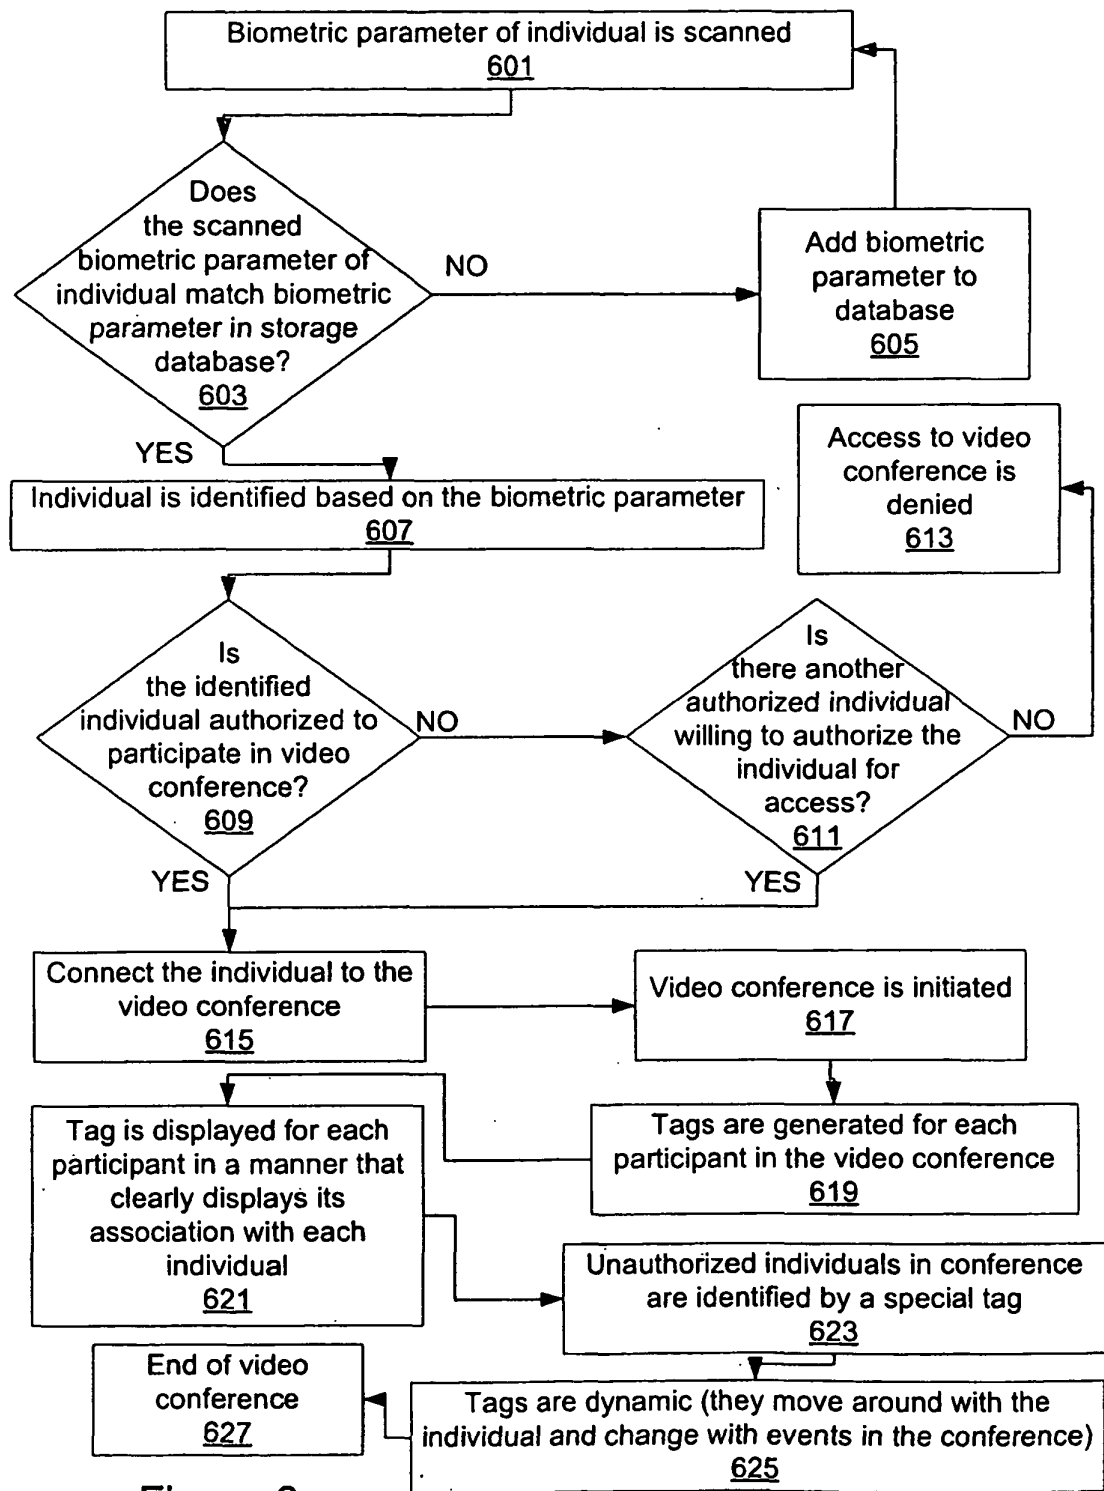 Biometric parameter of individual is scanned
601
Does
the scanned
biometric parameter of
individual match biometric
parameter in storage
database?
603
NO
Add biometric
parameter to
database
605
YES
Individual is identified based on the biometric parameter
607
Access to video
conference is
denied
613
Is
the identified
individual authorized to
participate in video
conference?
609
NO
Is
there another
authorized individual
willing to authorize the
individual for
access?
611
NO
YES
YES
Connect the individual to the
video conference
615
Video conference is initiated
617
Tags are generated for each
participant in the video conference
619
Tag is displayed for each
participant in a manner that
clearly displays its
association with each
individual
621
Unauthorized individuals in conference
are identified by a special tag
623
Tags are dynamic (they move around with the
individual and change with events in the conference)
625
End of video
conference
627